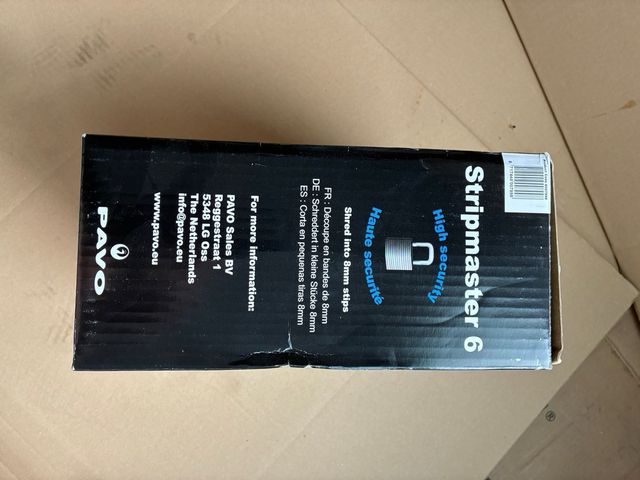 Stripmaster 6
High security
Haute securité
Shred into 8mm stips
FR : Découpe en bandes de 8mm
DE : Schreddert in kleine Stücke 8mm
ES : Corta en pequenas tiras 8mm
For more information:
PAVO Sales BV
Reggestraat 1
5348 LG Oss
The Netherlands
info@pavo.eu
www.pavo.eu
PAVO